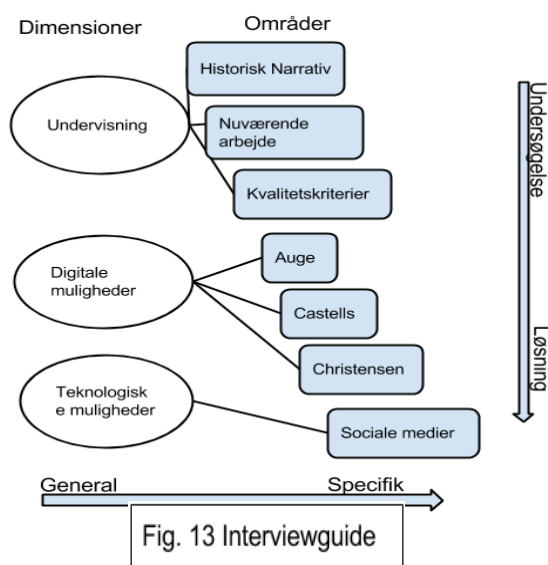 Dimensioner
Områder
Historisk Narrativ
Undervisning
Nuværende
arbejde
Kvalitetskriterier
Undersøgelse
Digitale
muligheder
Auge
Castells
Christensen
Løsning
Teknologisk
e muligheder
Sociale medier
General
Specifik
Fig. 13 Interviewguide